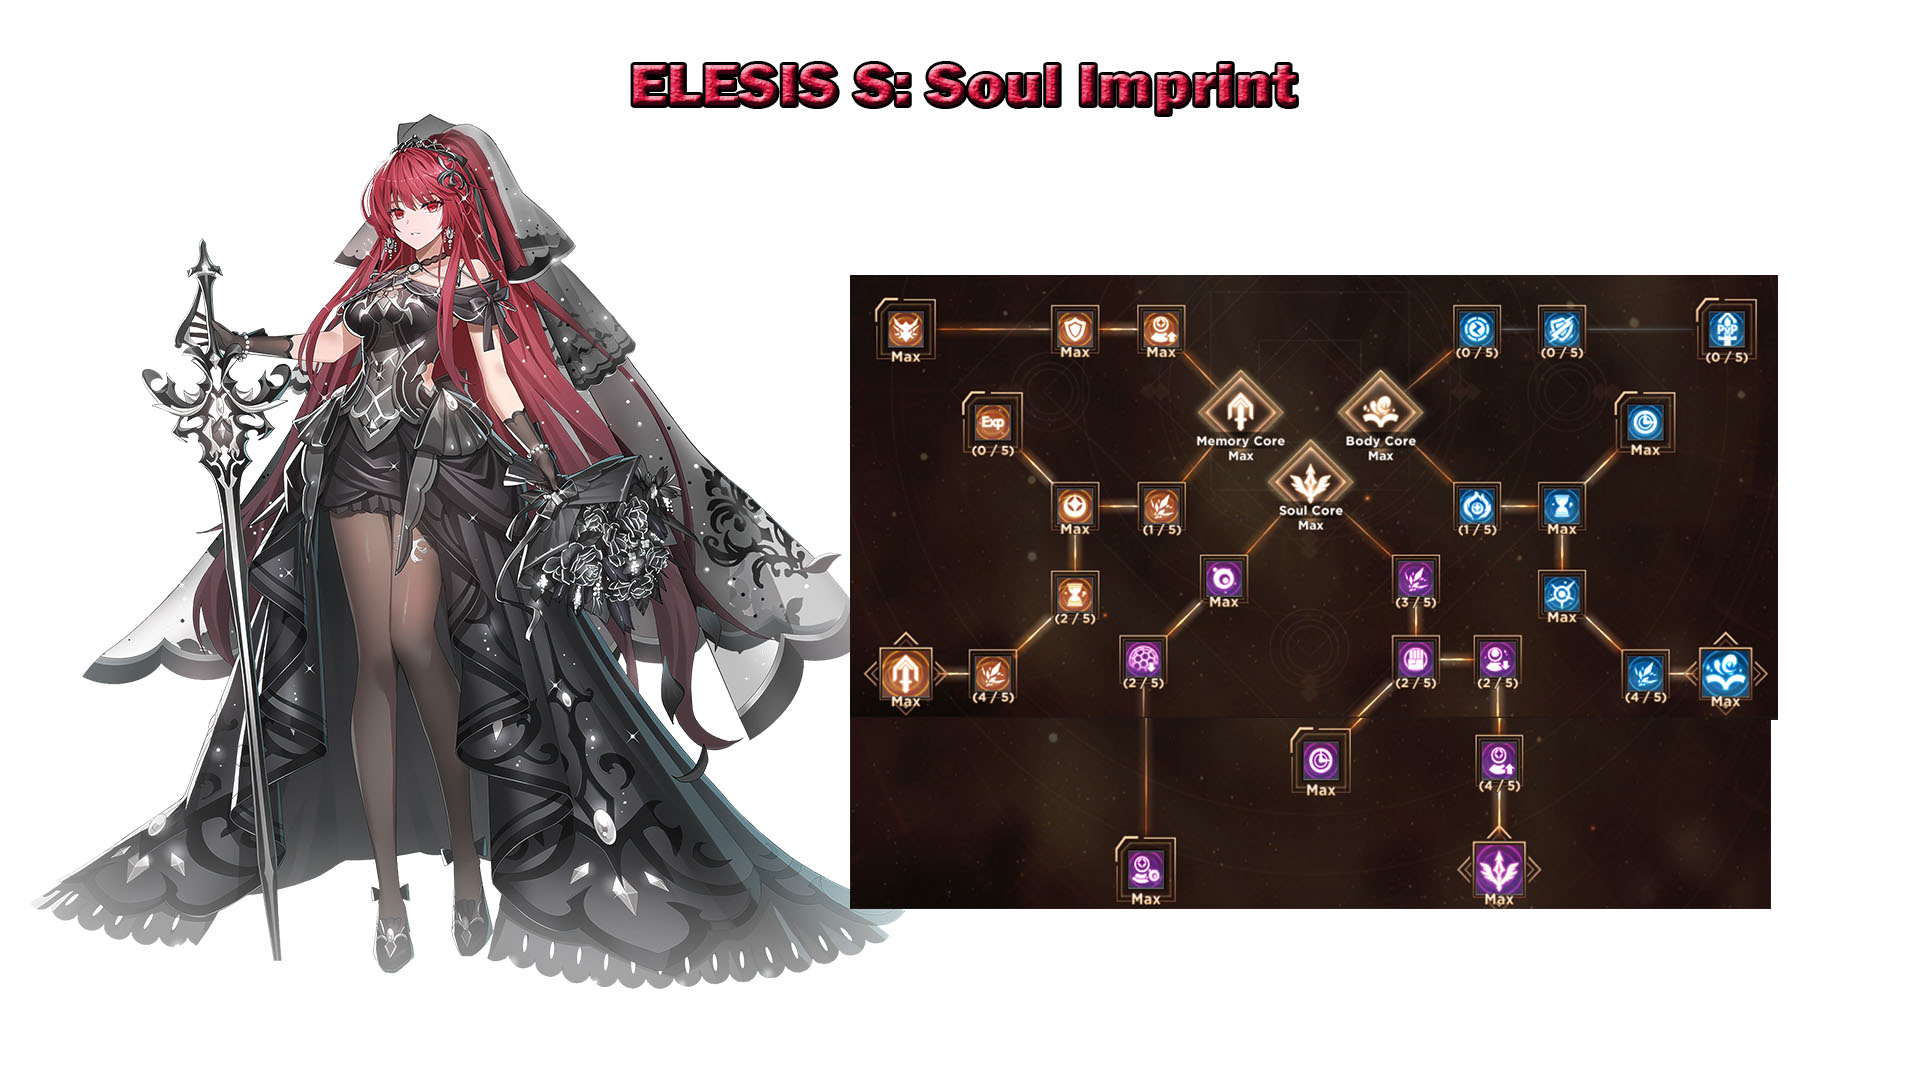 ELESIS S: Soul Imprint
Max
Max
Max
(0 / 5)
(0 / 5)
PvP
(0 / 5)
Exp
(0 / 5)
Memory Core
Max
Body Core
Max
Max
Soul Core
Max
Max
(1 / 5)
(1 / 5)
Max
Max
(3 / 5)
(2 / 5)
Max
(2 / 5)
(2 / 5)
(2 / 5)
Max
(4 / 5)
(4 / 5)
Max
Max
(4 / 5)
Max
Max